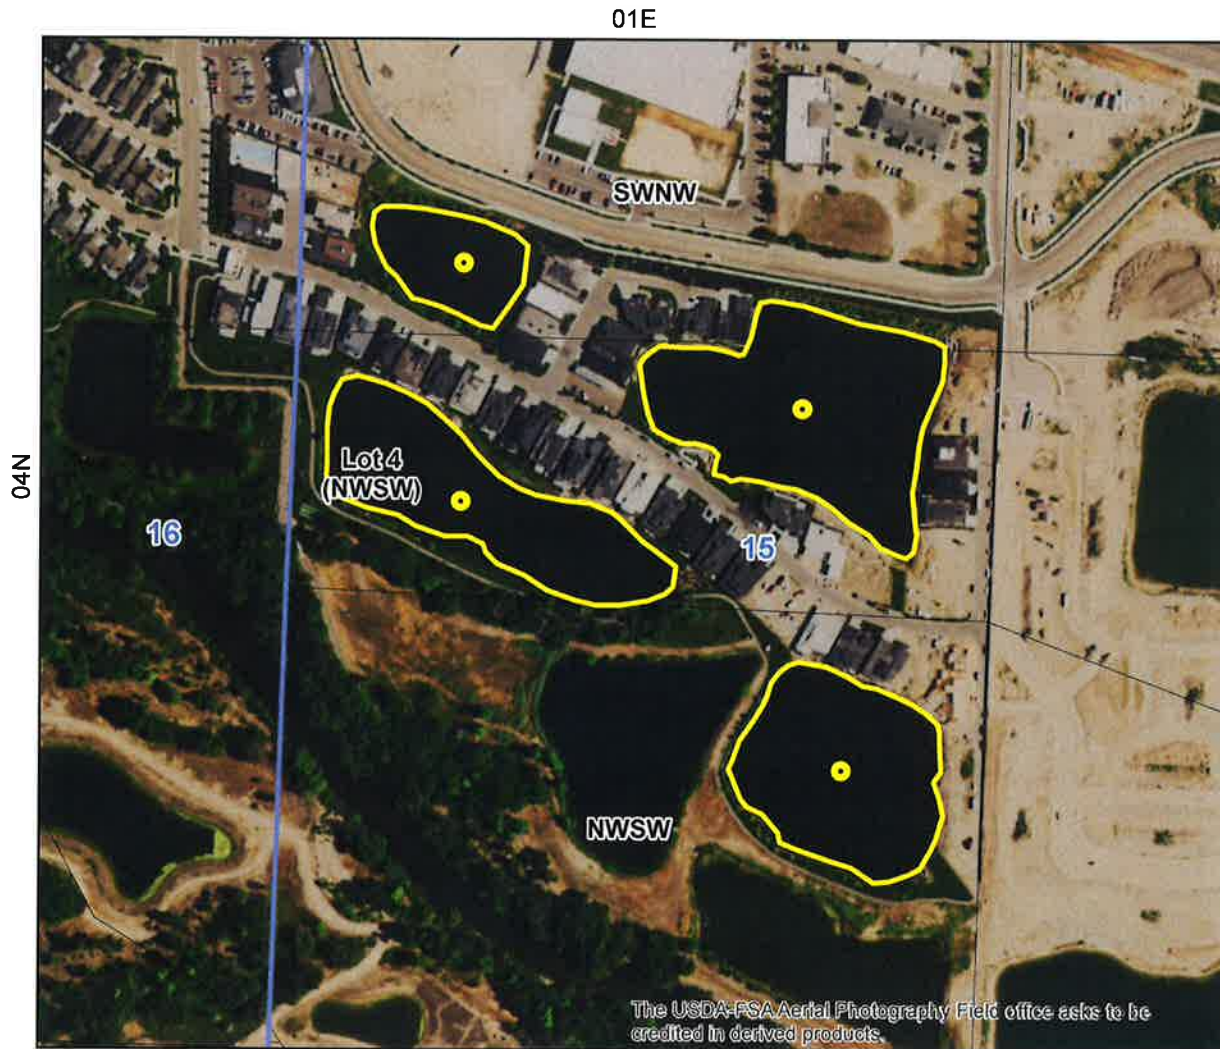 01E
SWNW
04N
Lot 4
(NWSW)
16
15
NWSW
The USDA-FSA Aerial Photography Field office asks to be
credited in derived products.